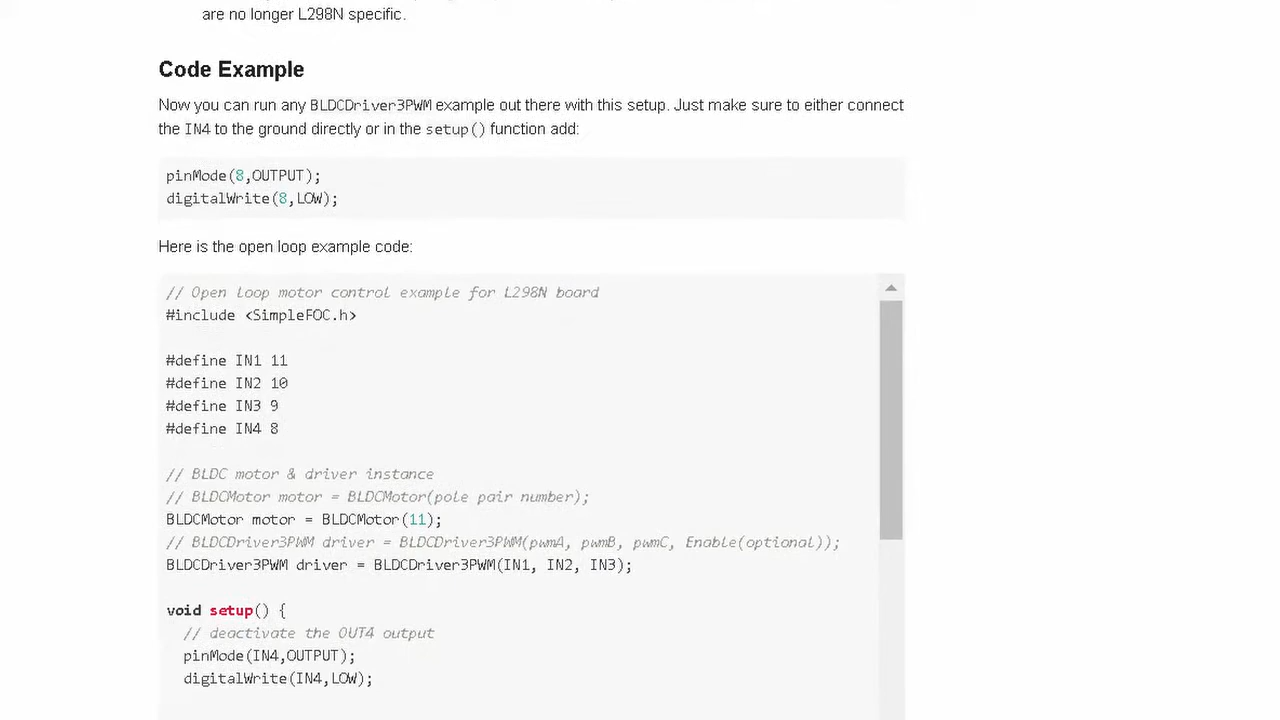 are no longer L298N specific.
Code Example
Now you can run any BLDCDriver3PWM example out there with this setup. Just make sure to either connect
the IN4 to the ground directly or in the setup() function add:
pinMode(8,OUTPUT);
digitalWrite(8,LOW);
Here is the open loop example code:
// Open loop motor control example for L298N board
#include <SimpleFOC.h>
#define IN1 11
#define IN2 10
#define IN3 9
#define IN4 8
// BLDC motor & driver instance
// BLDCMotor motor = BLDCMotor(pole pair number);
BLDCMotor motor = BLDCMotor(11);
// BLDCDriver3PWM driver = BLDCDriver3PWM(pwmA, pwmB, pwmC, Enable(optional));
BLDCDriver3PWM driver = BLDCDriver3PWM(IN1, IN2, IN3);
void setup() {
// deactivate the OUT4 output
pinMode(IN4,OUTPUT);
digitalWrite(IN4,LOW);